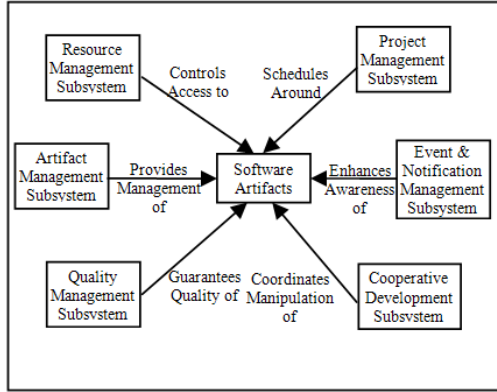 Resource
Management
Subsystem
Project
Management
Subsystem
Controls
Access to
Schedules
Around
Artifact
Management
Subsystem
Provides
Management
of
Software
Artifacts
Enhances
Awareness
of
Event &
Notification
Management
Subsystem
Quality
Management
Subsystem
Guarantees
Quality of
Coordinates
Manipulation
of
Cooperative
Development
Subsystem